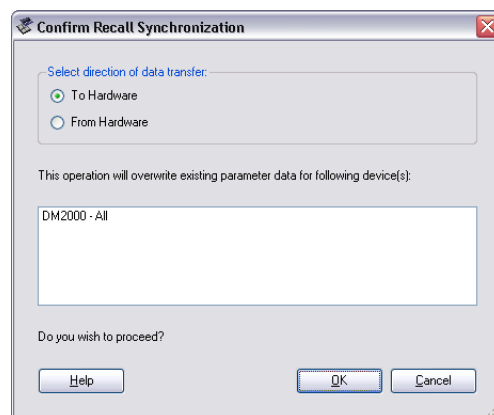 Confirm Recall Synchronization
Select direction of data transfer:
To Hardware
From Hardware
This operation will overwrite existing parameter data for following device(s):
DM2000 - All
Do you wish to proceed?
Help OK Cancel